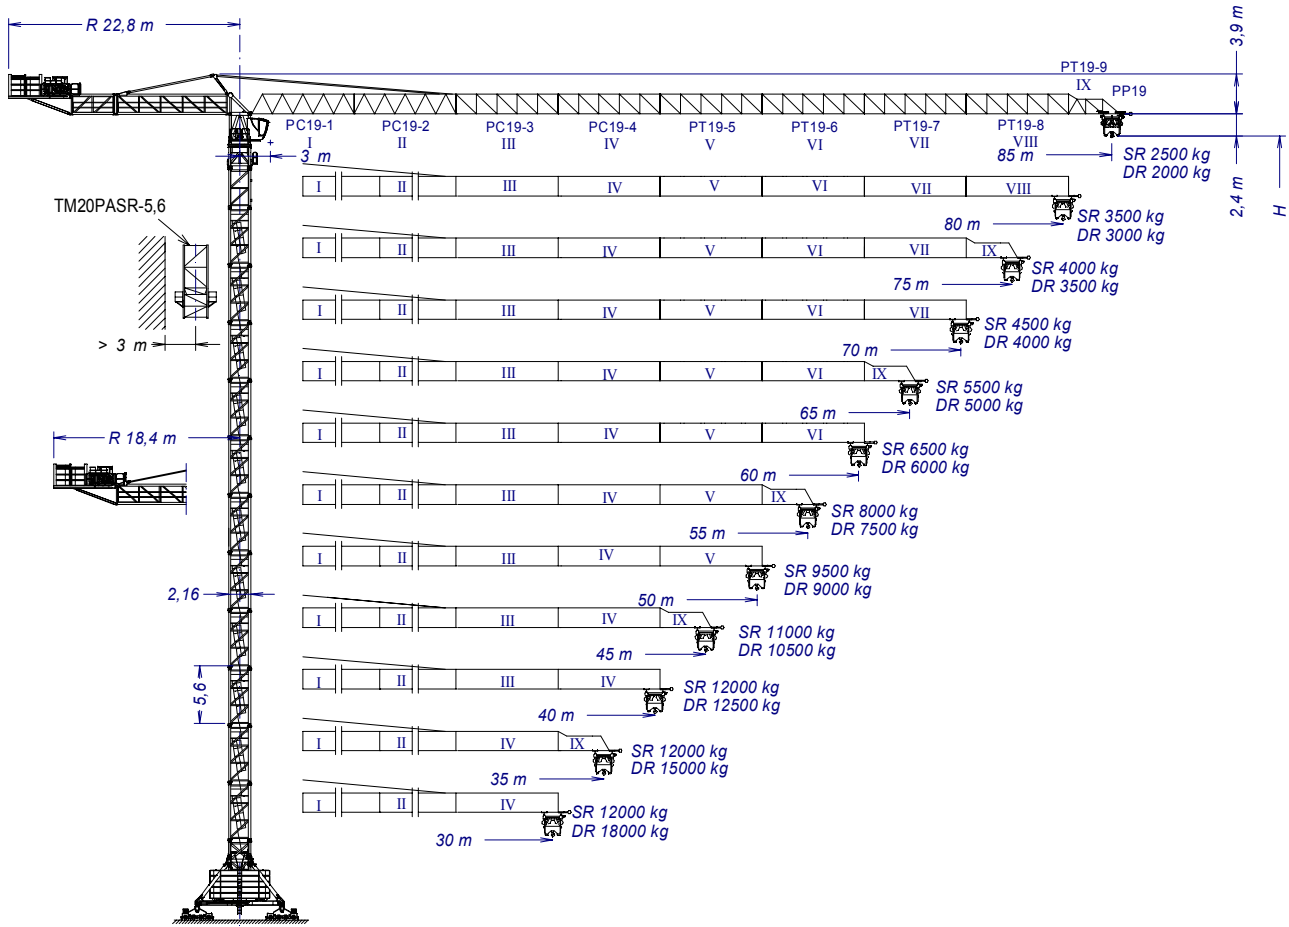 R 22,8 m
3,9 m
PT19-9
IX
PP19
PC19-1 PC19-2 PC19-3 PC19-4 PT19-5 PT19-6 PT19-7 PT19-8
I II III IV V VI VII VIII
3 m
85 m
SR 2500 kg
DR 2000 kg
2,4 m
H
I II III IV V VI VII VIII
80 m
SR 3500 kg
DR 3000 kg
TM20PASR-5,6
I II III IV V VI VII IX
75 m
SR 4000 kg
DR 3500 kg
I II III IV V VI VII
70 m
SR 4500 kg
DR 4000 kg
> 3 m
I II III IV V VI IX
65 m
SR 5500 kg
DR 5000 kg
I II III IV V VI
60 m
SR 6500 kg
DR 6000 kg
R 18,4 m
I II III IV V IX
55 m
SR 8000 kg
DR 7500 kg
I II III IV V
50 m
SR 9500 kg
DR 9000 kg
2,16
I II III IV IX
45 m
SR 11000 kg
DR 10500 kg
I II III IV
40 m
SR 12000 kg
DR 12500 kg
5,6
I II IV IX
35 m
SR 12000 kg
DR 15000 kg
I II IV
30 m
SR 12000 kg
DR 18000 kg